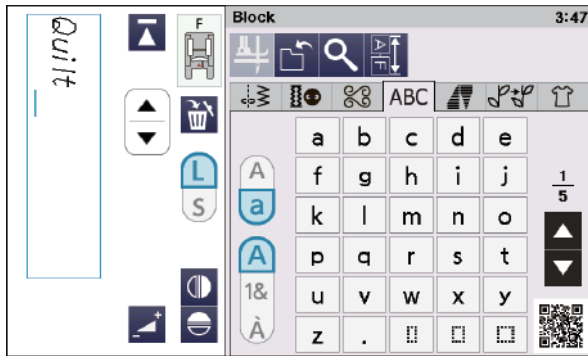 Quilt
F
L
S
Block 3:47
ABC
A
a
A
1&
À
a b c d e
f g h i j
k l m n o
p q r s t
u v w x y
z .
1
5